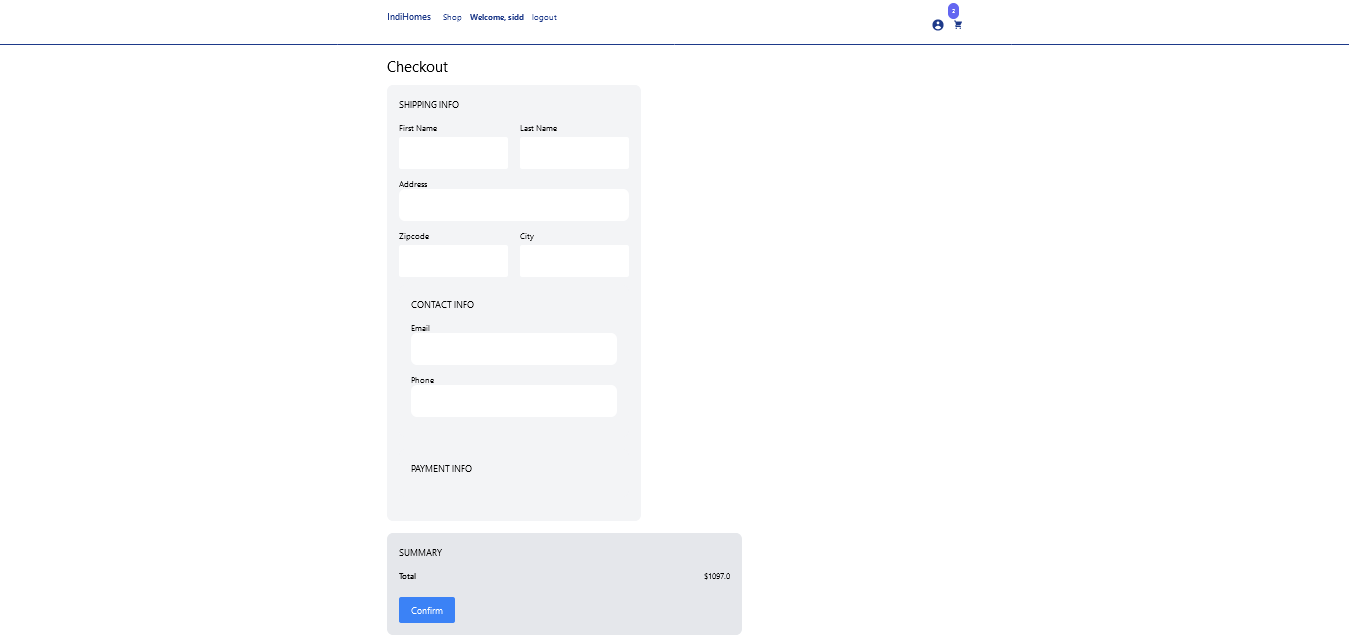 IndiHomes Shop Welcome, sidd logout 2
Checkout
SHIPPING INFO
First Name Last Name
Address
Zipcode City
CONTACT INFO
Email
Phone
PAYMENT INFO
SUMMARY
Total $1097.0
Confirm